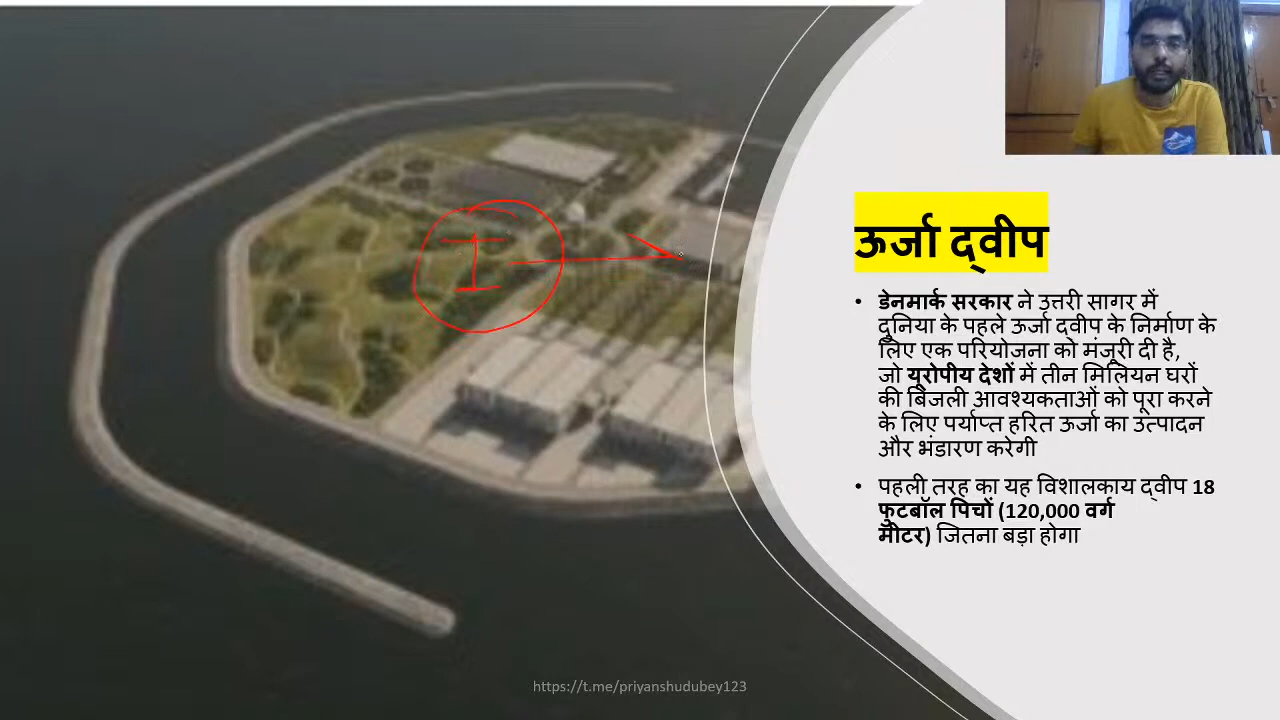 ऊर्जा द्वीप
• डेनमार्क सरकार ने उत्तरी सागर में
दुनिया के पहले ऊर्जा द्वीप के निर्माण के
लिए एक परियोजना को मंजूरी दी है,
जो यूरोपीय देशों में तीन मिलियन घरों
की बिजली आवश्यकताओं को पूरा करने
के लिए पर्याप्त हरित ऊर्जा का उत्पादन
और भंडारण करेगी
• पहली तरह का यह विशालकाय द्वीप 18
फुटबॉल पिचों (120,000 वर्ग
मीटर) जितना बड़ा होगा
I
https://t.me/priyanshudubey123